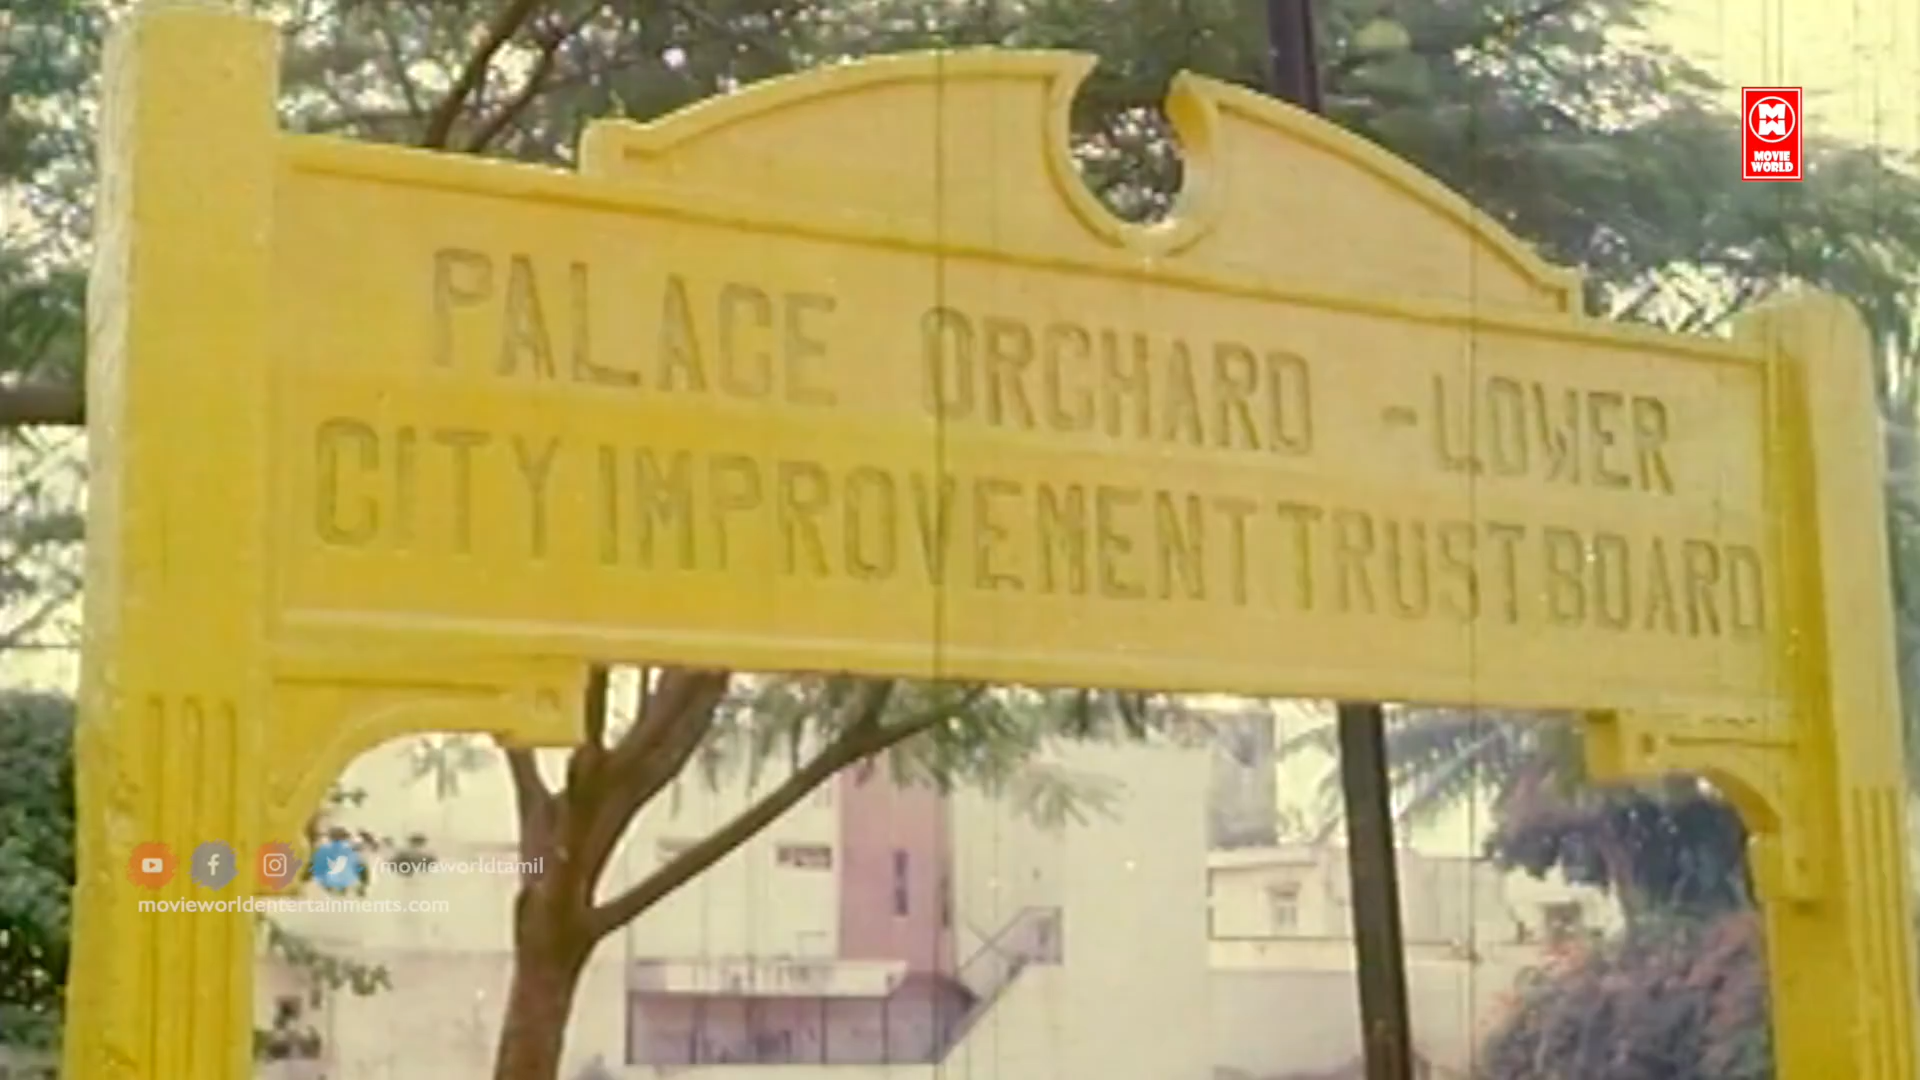 MOVIE
WORLD
PALACE ORCHARD - LOWER
CITY IMPROVEMENT TRUST BOARD
/movieworldtamil
movieworldentertainments.com